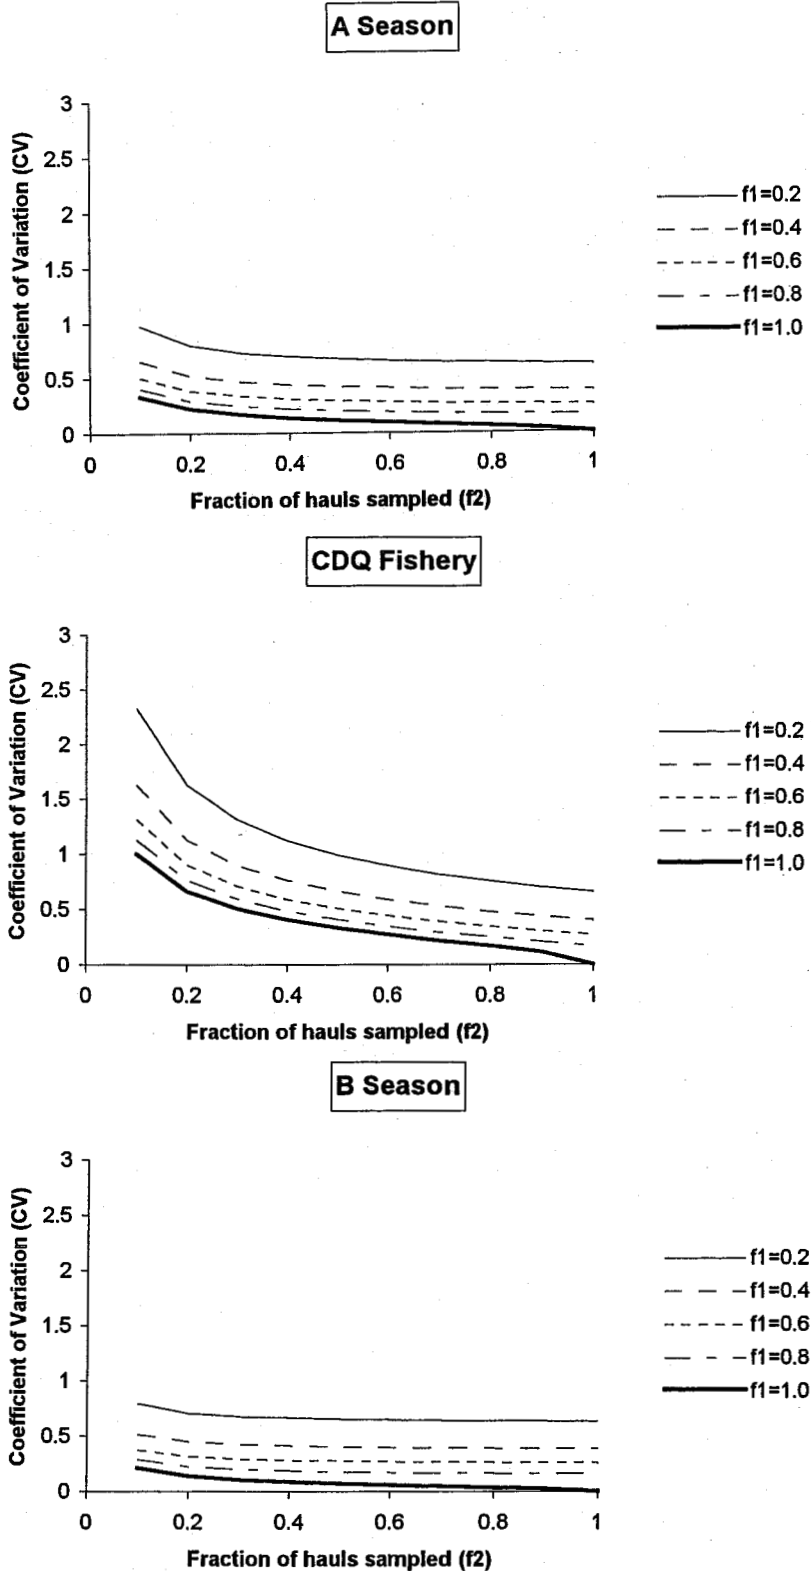 A Season
3
2.5
2
1.5
1
0.5
0
Coefficient of Variation (CV)
0 0.2 0.4 0.6 0.8 1
Fraction of hauls sampled (f2)
f1=0.2
f1=0.4
f1=0.6
f1=0.8
f1=1.0
CDQ Fishery
3
2.5
2
1.5
1
0.5
0
Coefficient of Variation (CV)
0 0.2 0.4 0.6 0.8 1
Fraction of hauls sampled (f2)
f1=0.2
f1=0.4
f1=0.6
f1=0.8
f1=1.0
B Season
3
2.5
2
1.5
1
0.5
0
Coefficient of Variation (CV)
0 0.2 0.4 0.6 0.8 1
Fraction of hauls sampled (f2)
f1=0.2
f1=0.4
f1=0.6
f1=0.8
f1=1.0